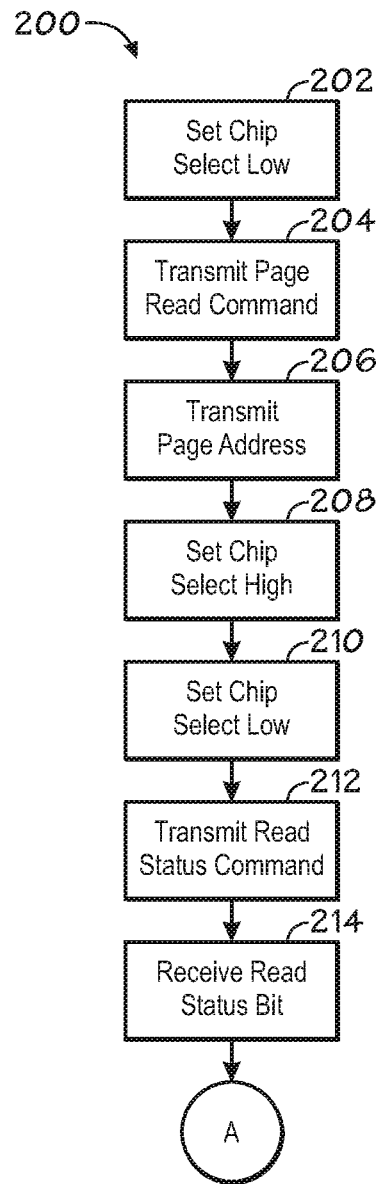 200
202
Set Chip
Select Low
204
Transmit Page
Read Command
206
Transmit
Page Address
208
Set Chip
Select High
210
Set Chip
Select Low
212
Transmit Read
Status Command
214
Receive Read
Status Bit
A